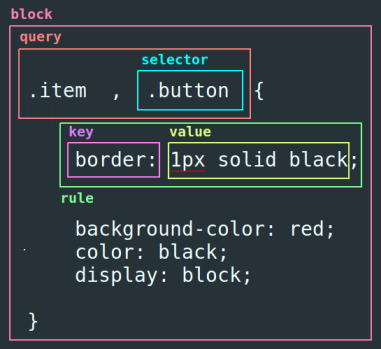 block
query
selector
.item , .button {
key value
border: 1px solid black;
rule
background-color: red;
color: black;
display: block;
}